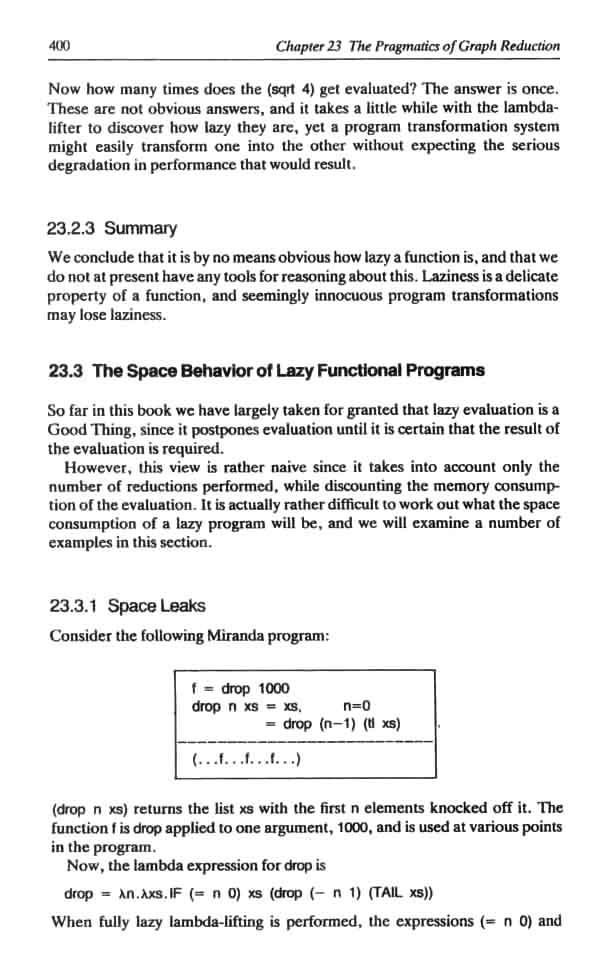 400 Chapter 23 The Pragmatics of Graph Reduction
Now how many times does the (sqrt 4) get evaluated? The answer is once.
These are not obvious answers, and it takes a little while with the lambda-
lifter to discover how lazy they are, yet a program transformation system
might easily transform one into the other without expecting the serious
degradation in performance that would result.
23.2.3 Summary
We conclude that it is by no means obvious how lazy a function is, and that we
do not at present have any tools for reasoning about this. Laziness is a delicate
property of a function, and seemingly innocuous program transformations
may lose laziness.
23.3 The Space Behavior of Lazy Functional Programs
So far in this book we have largely taken for granted that lazy evaluation is a
Good Thing, since it postpones evaluation until it is certain that the result of
the evaluation is required.
However, this view is rather naive since it takes into account only the
number of reductions performed, while discounting the memory consump-
tion of the evaluation. It is actually rather difficult to work out what the space
consumption of a lazy program will be, and we will examine a number of
examples in this section.
23.3.1 Space Leaks
Consider the following Miranda program:
f = drop 1000
drop n xs = xs, n=0
= drop (n−1) (tl xs)
(. . .f. . .f. . .f. . .)
(drop n xs) returns the list xs with the first n elements knocked off it. The
function f is drop applied to one argument, 1000, and is used at various points
in the program.
Now, the lambda expression for drop is
drop = λn.λxs.IF (= n 0) xs (drop (− n 1) (TAIL xs))
When fully lazy lambda-lifting is performed, the expressions (= n 0) and